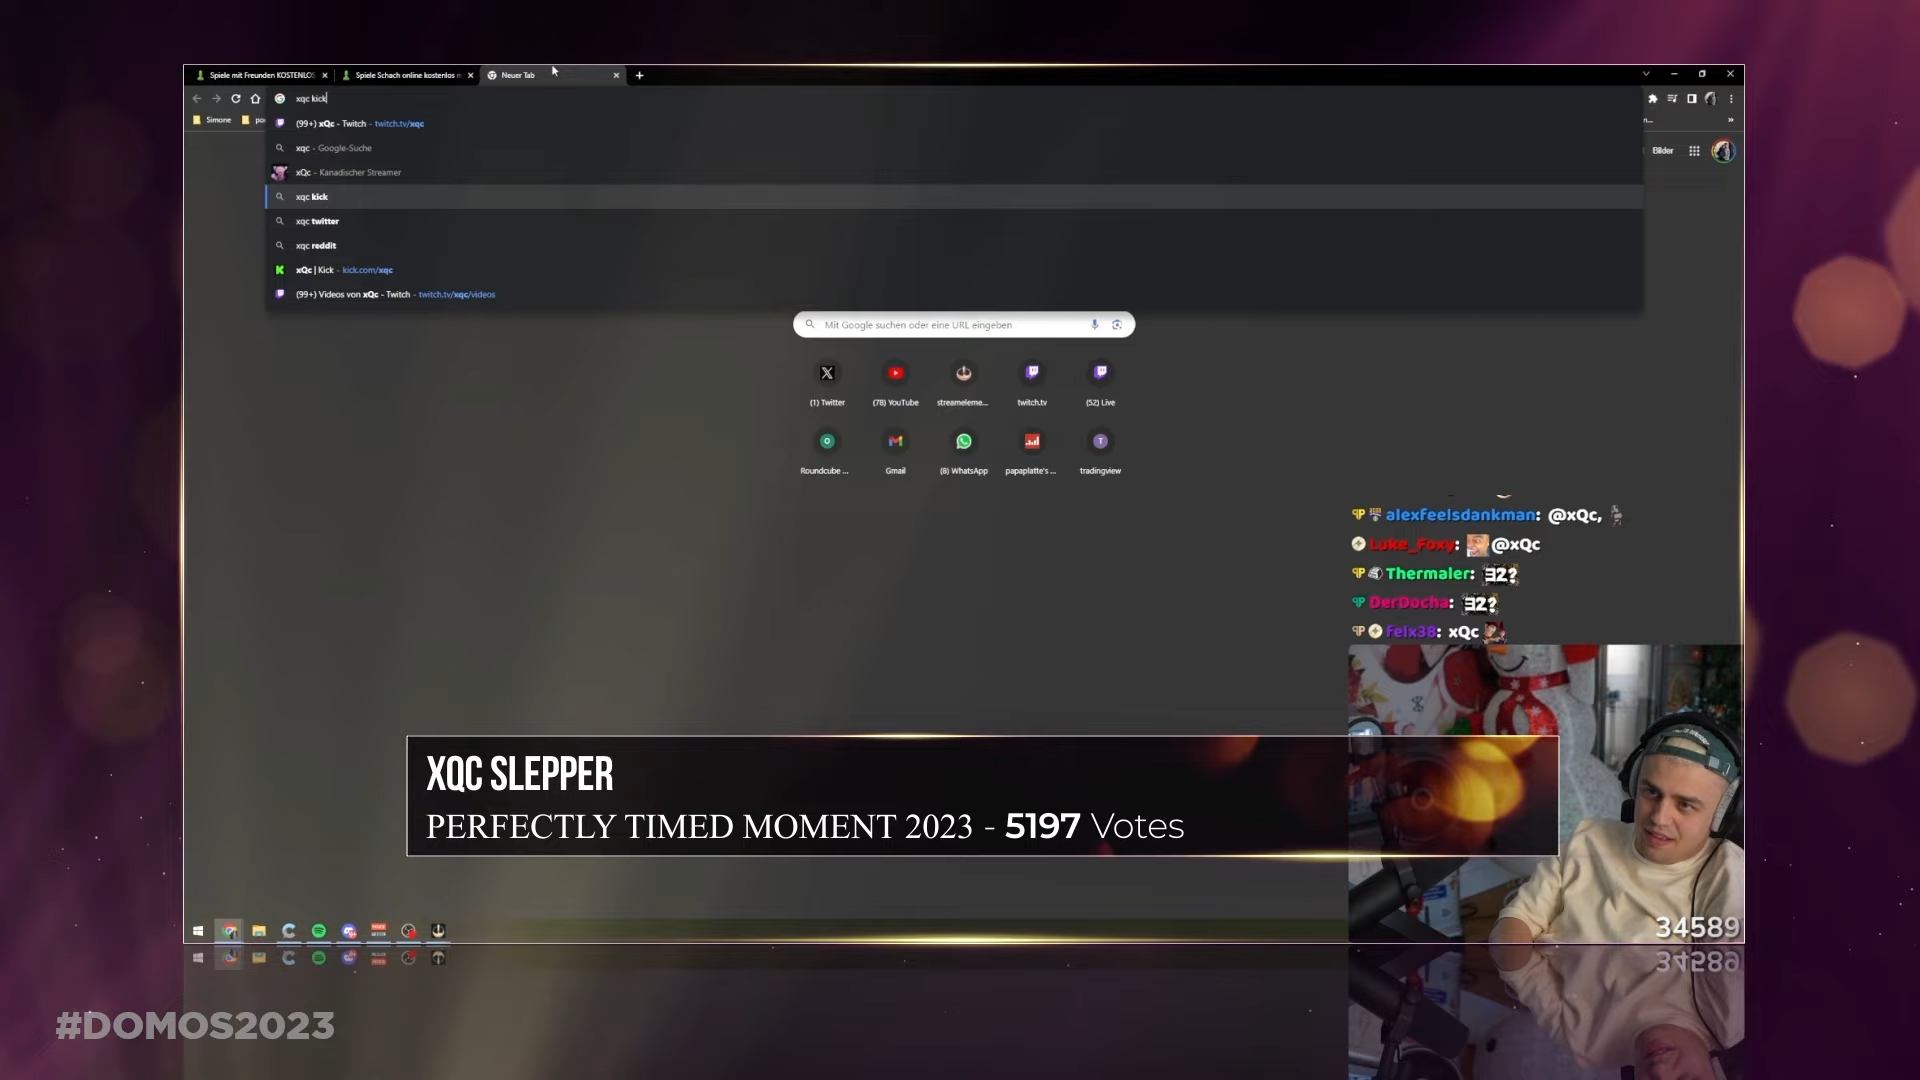 Spiele mit Freunden KOSTENLOS
Spiele Schach online kostenlos m
Neuer Tab
xqc kick
Simone
(99+) xQc - Twitch - twitch.tv/xqc
xqc - Google-Suche
xQc - Kanadischer Streamer
xqc kick
xqc twitter
xqc reddit
xQc | Kick - kick.com/xqc
(99+) Videos von xQc - Twitch - twitch.tv/xqc/videos
Bilder
Mit Google suchen oder eine URL eingeben
(1) Twitter
(78) YouTube
streameleme...
twitch.tv
(52) Live
Roundcube ...
Gmail
(8) WhatsApp
papaplatte's ...
tradingview
alexfeelsdankman: @xQc,
Luke_Foxy: @xQc
Thermaler: 32?
DerDocha: 32?
Felx38: xQc
XQC SLEPPER
PERFECTLY TIMED MOMENT 2023 - 5197 Votes
34589
#DOMOS2023